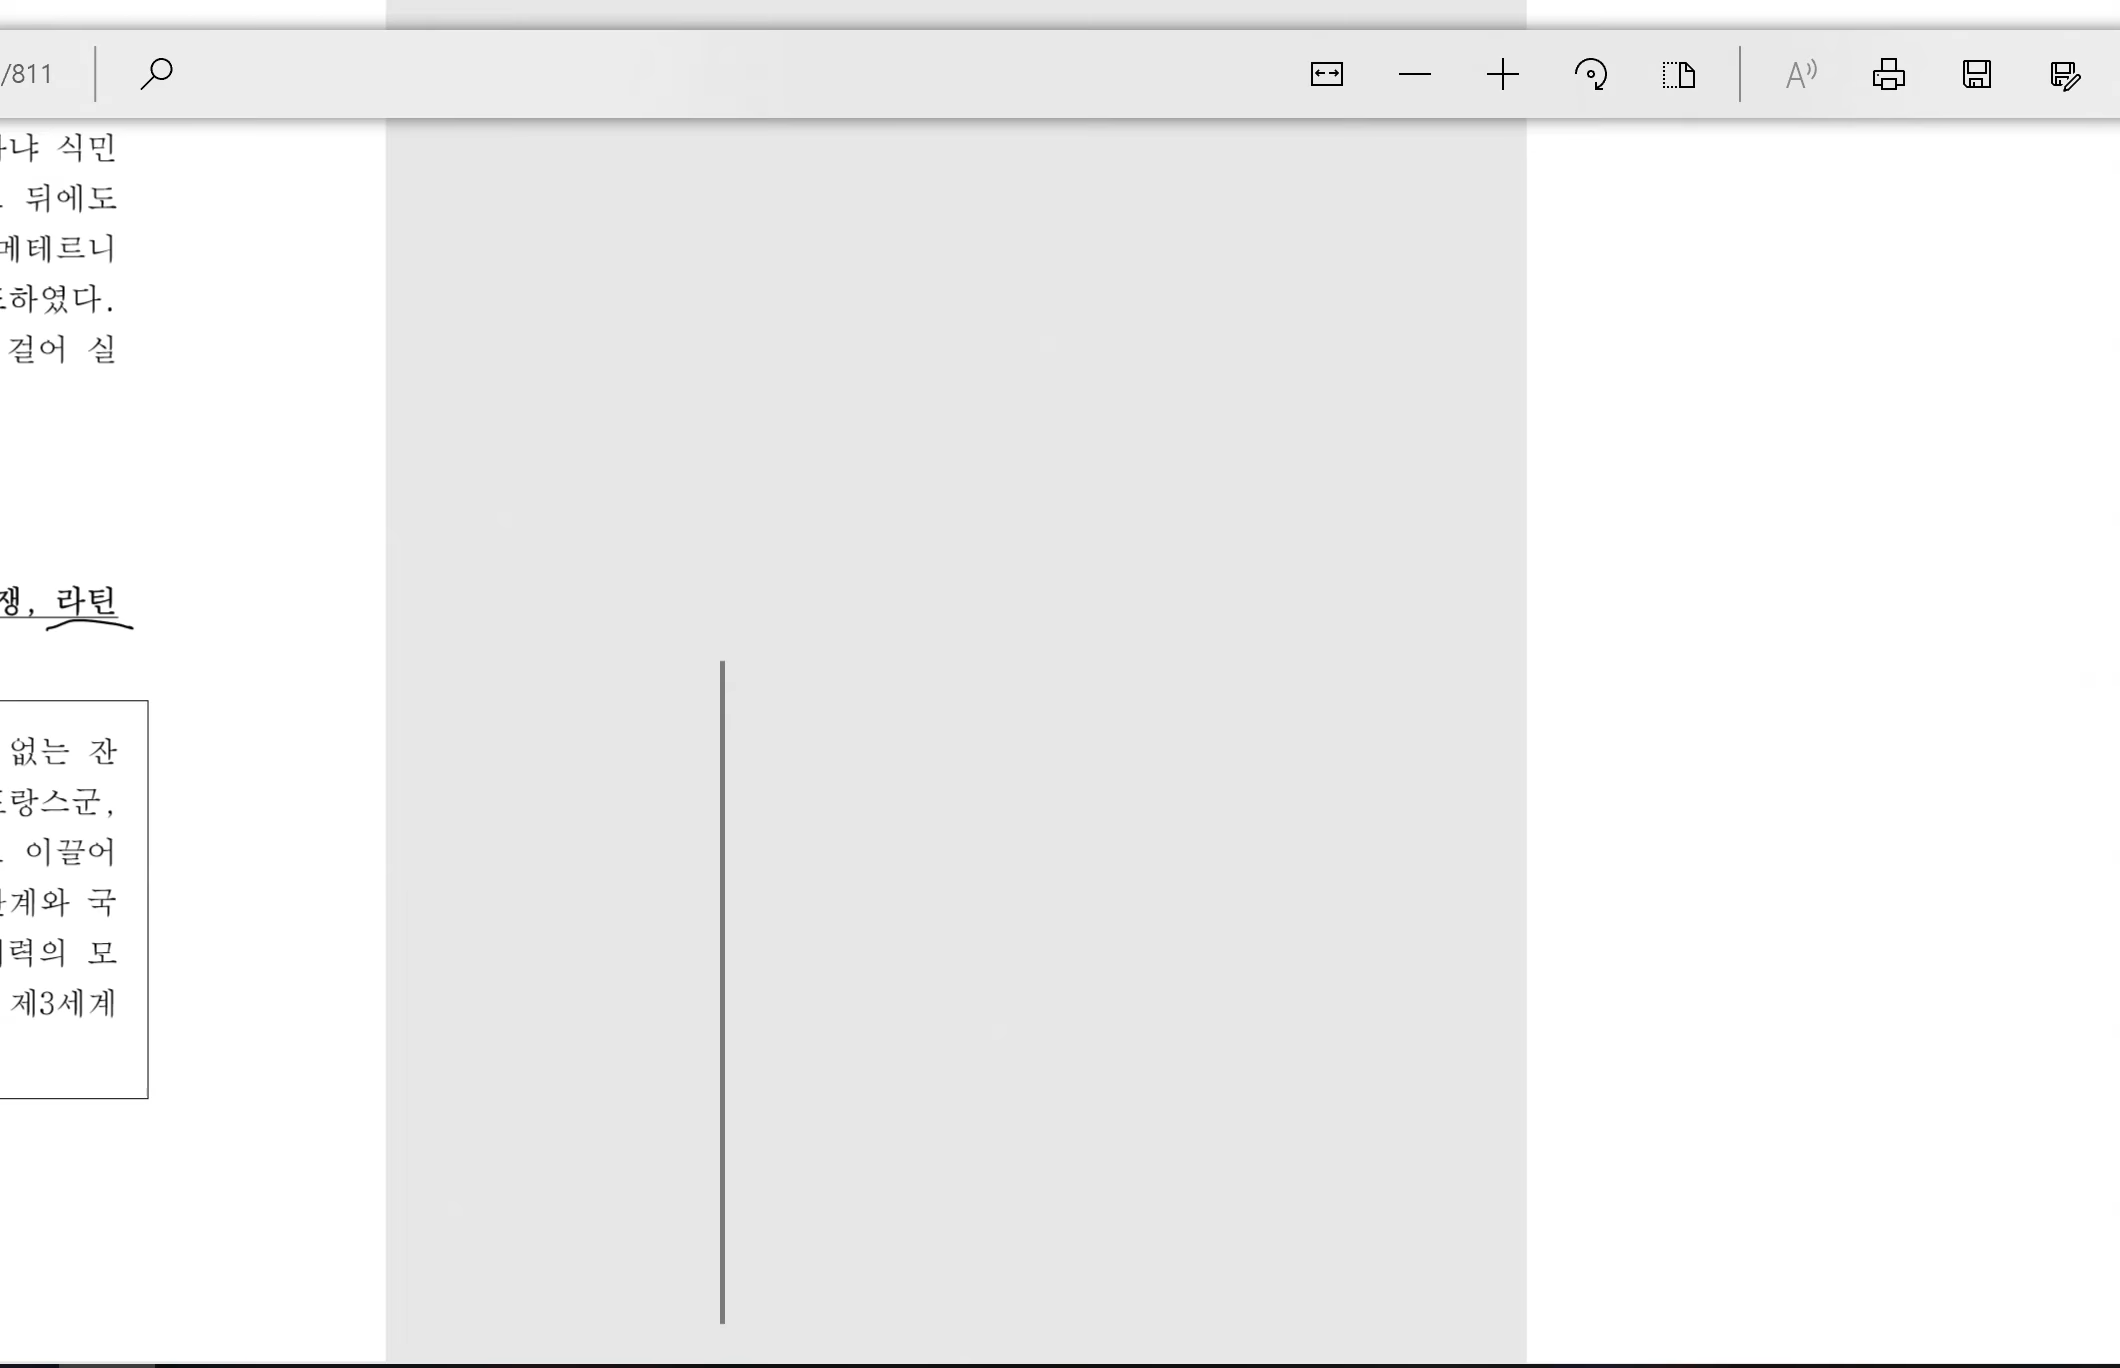 /811
식민
뒤에도
메테르니
하였다.
걸어 실
쟁, 라틴
없는 잔
랑스군,
이끌어
계와 국
력의 모
제3세계